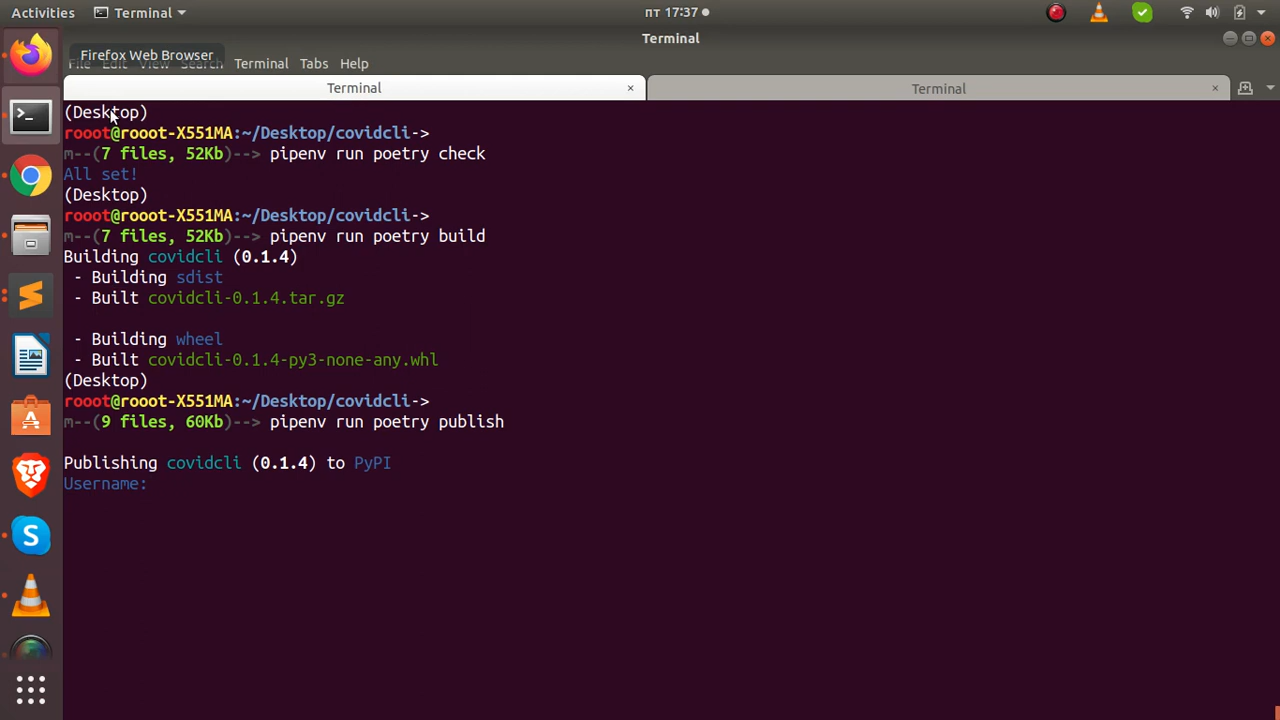 Activities
Terminal
пт 17:37
Terminal
Firefox Web Browser
File Edit View Search Terminal Tabs Help
Terminal
Terminal
(Desktop)
rooot@rooot-X551MA:~/Desktop/covidcli->
m--(7 files, 52Kb)--> pipenv run poetry check
All set!
(Desktop)
rooot@rooot-X551MA:~/Desktop/covidcli->
m--(7 files, 52Kb)--> pipenv run poetry build
Building covidcli (0.1.4)
- Building sdist
- Built covidcli-0.1.4.tar.gz
- Building wheel
- Built covidcli-0.1.4-py3-none-any.whl
(Desktop)
rooot@rooot-X551MA:~/Desktop/covidcli->
m--(9 files, 60Kb)--> pipenv run poetry publish
Publishing covidcli (0.1.4) to PyPI
Username: